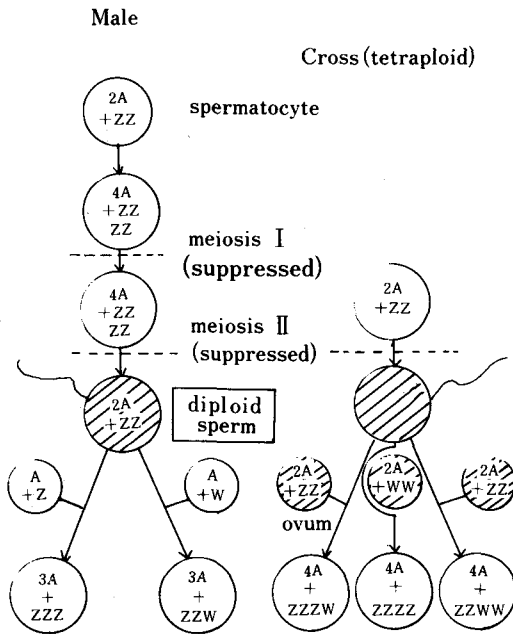 Male
Cross (tetraploid)
2A
+ZZ
spermatocyte
4A
+ZZ
ZZ
meiosis I
(suppressed)
4A
+ZZ
ZZ
2A
+ZZ
meiosis II
(suppressed)
2A
+ZZ
diploid
sperm
A
+Z
A
+W
2A
+ZZ
2A
+WW
2A
+ZZ
ovum
3A
+
ZZZ
3A
+
ZZW
4A
+
ZZZW
4A
+
ZZZZ
4A
+
ZZWW